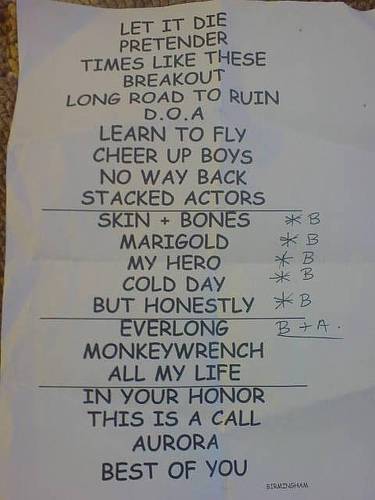 LET IT DIE
PRETENDER
TIMES LIKE THESE
BREAKOUT
LONG ROAD TO RUIN
D.O.A
LEARN TO FLY
CHEER UP BOYS
NO WAY BACK
STACKED ACTORS
SKIN + BONES * B
MARIGOLD * B
MY HERO * B
COLD DAY * B
BUT HONESTLY * B
EVERLONG B + A.
MONKEYWRENCH
ALL MY LIFE
IN YOUR HONOR
THIS IS A CALL
AURORA
BEST OF YOU
BIRMINGHAM